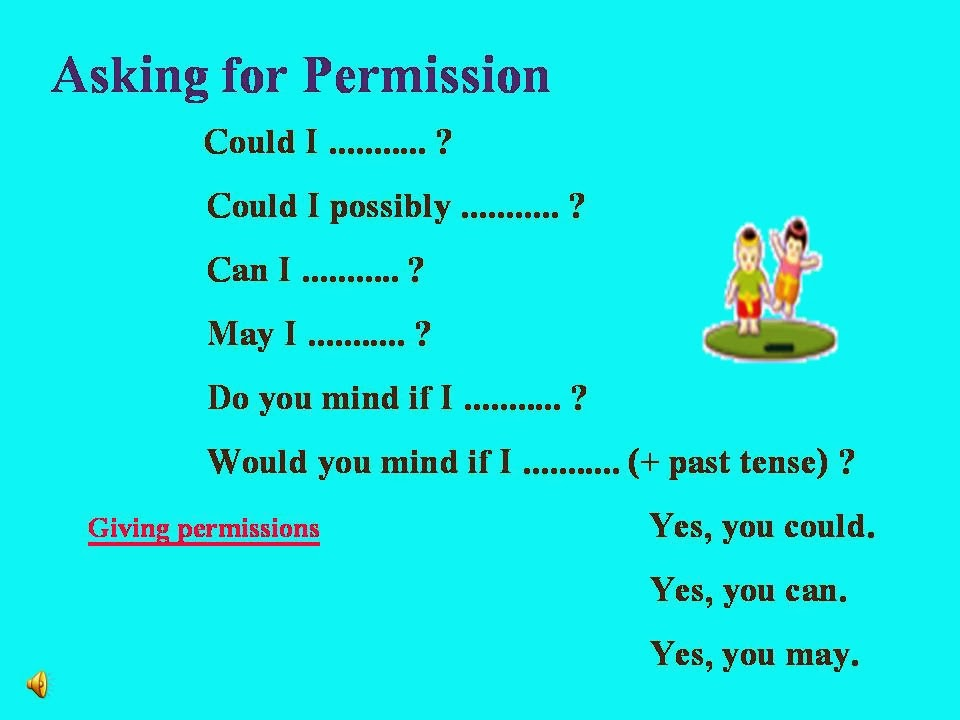 Asking for Permission
Could I ........... ?
Could I possibly ........... ?
Can I ........... ?
May I ........... ?
Do you mind if I ........... ?
Would you mind if I ........... (+ past tense) ?
Giving permissions
Yes, you could.
Yes, you can.
Yes, you may.